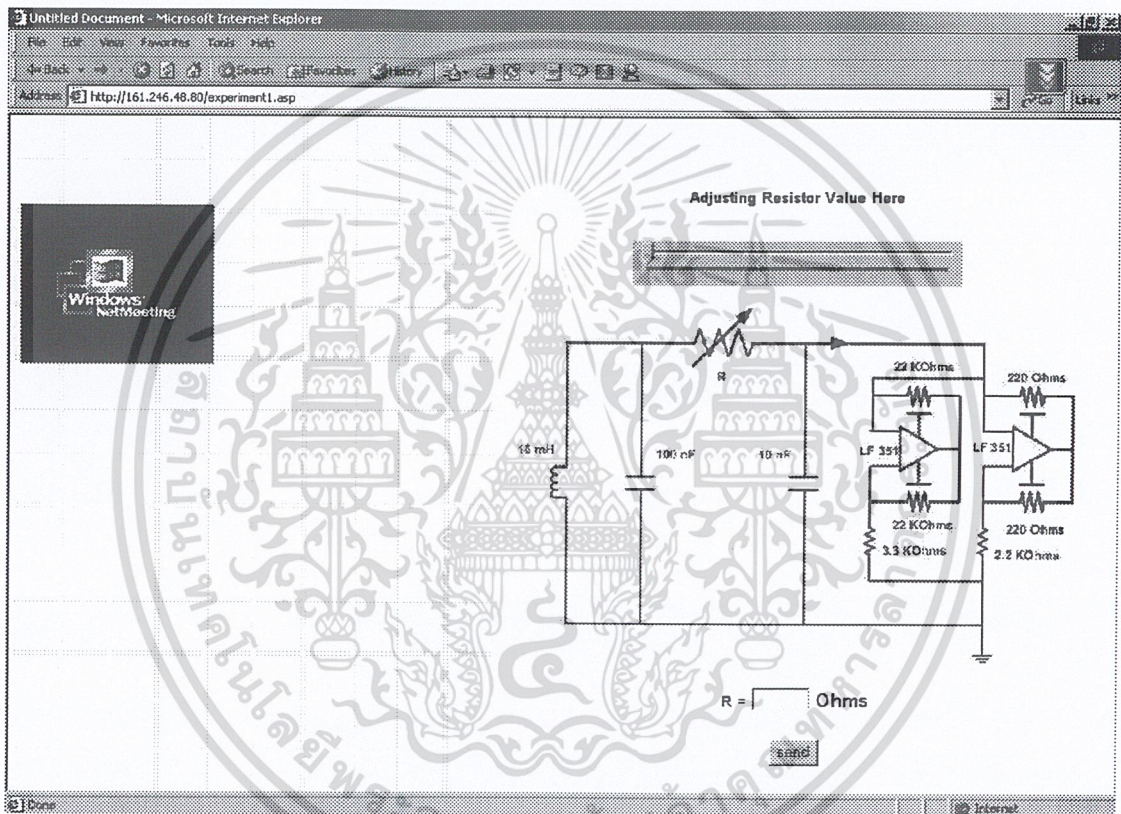 Untitled Document - Microsoft Internet Explorer
File Edit View Favorites Tools Help
Back Search Favorites History
Address http://161.246.48.80/experiment1.asp Go Links
Adjusting Resistor Value Here
Windows
NetMeeting
R
22 KOhms
220 Ohms
100 nF
10 nF
LF 351
LF 351
22 KOhms
220 Ohms
3.3 KOhms
2.2 KOhms
R = Ohms
send
Done
Internet